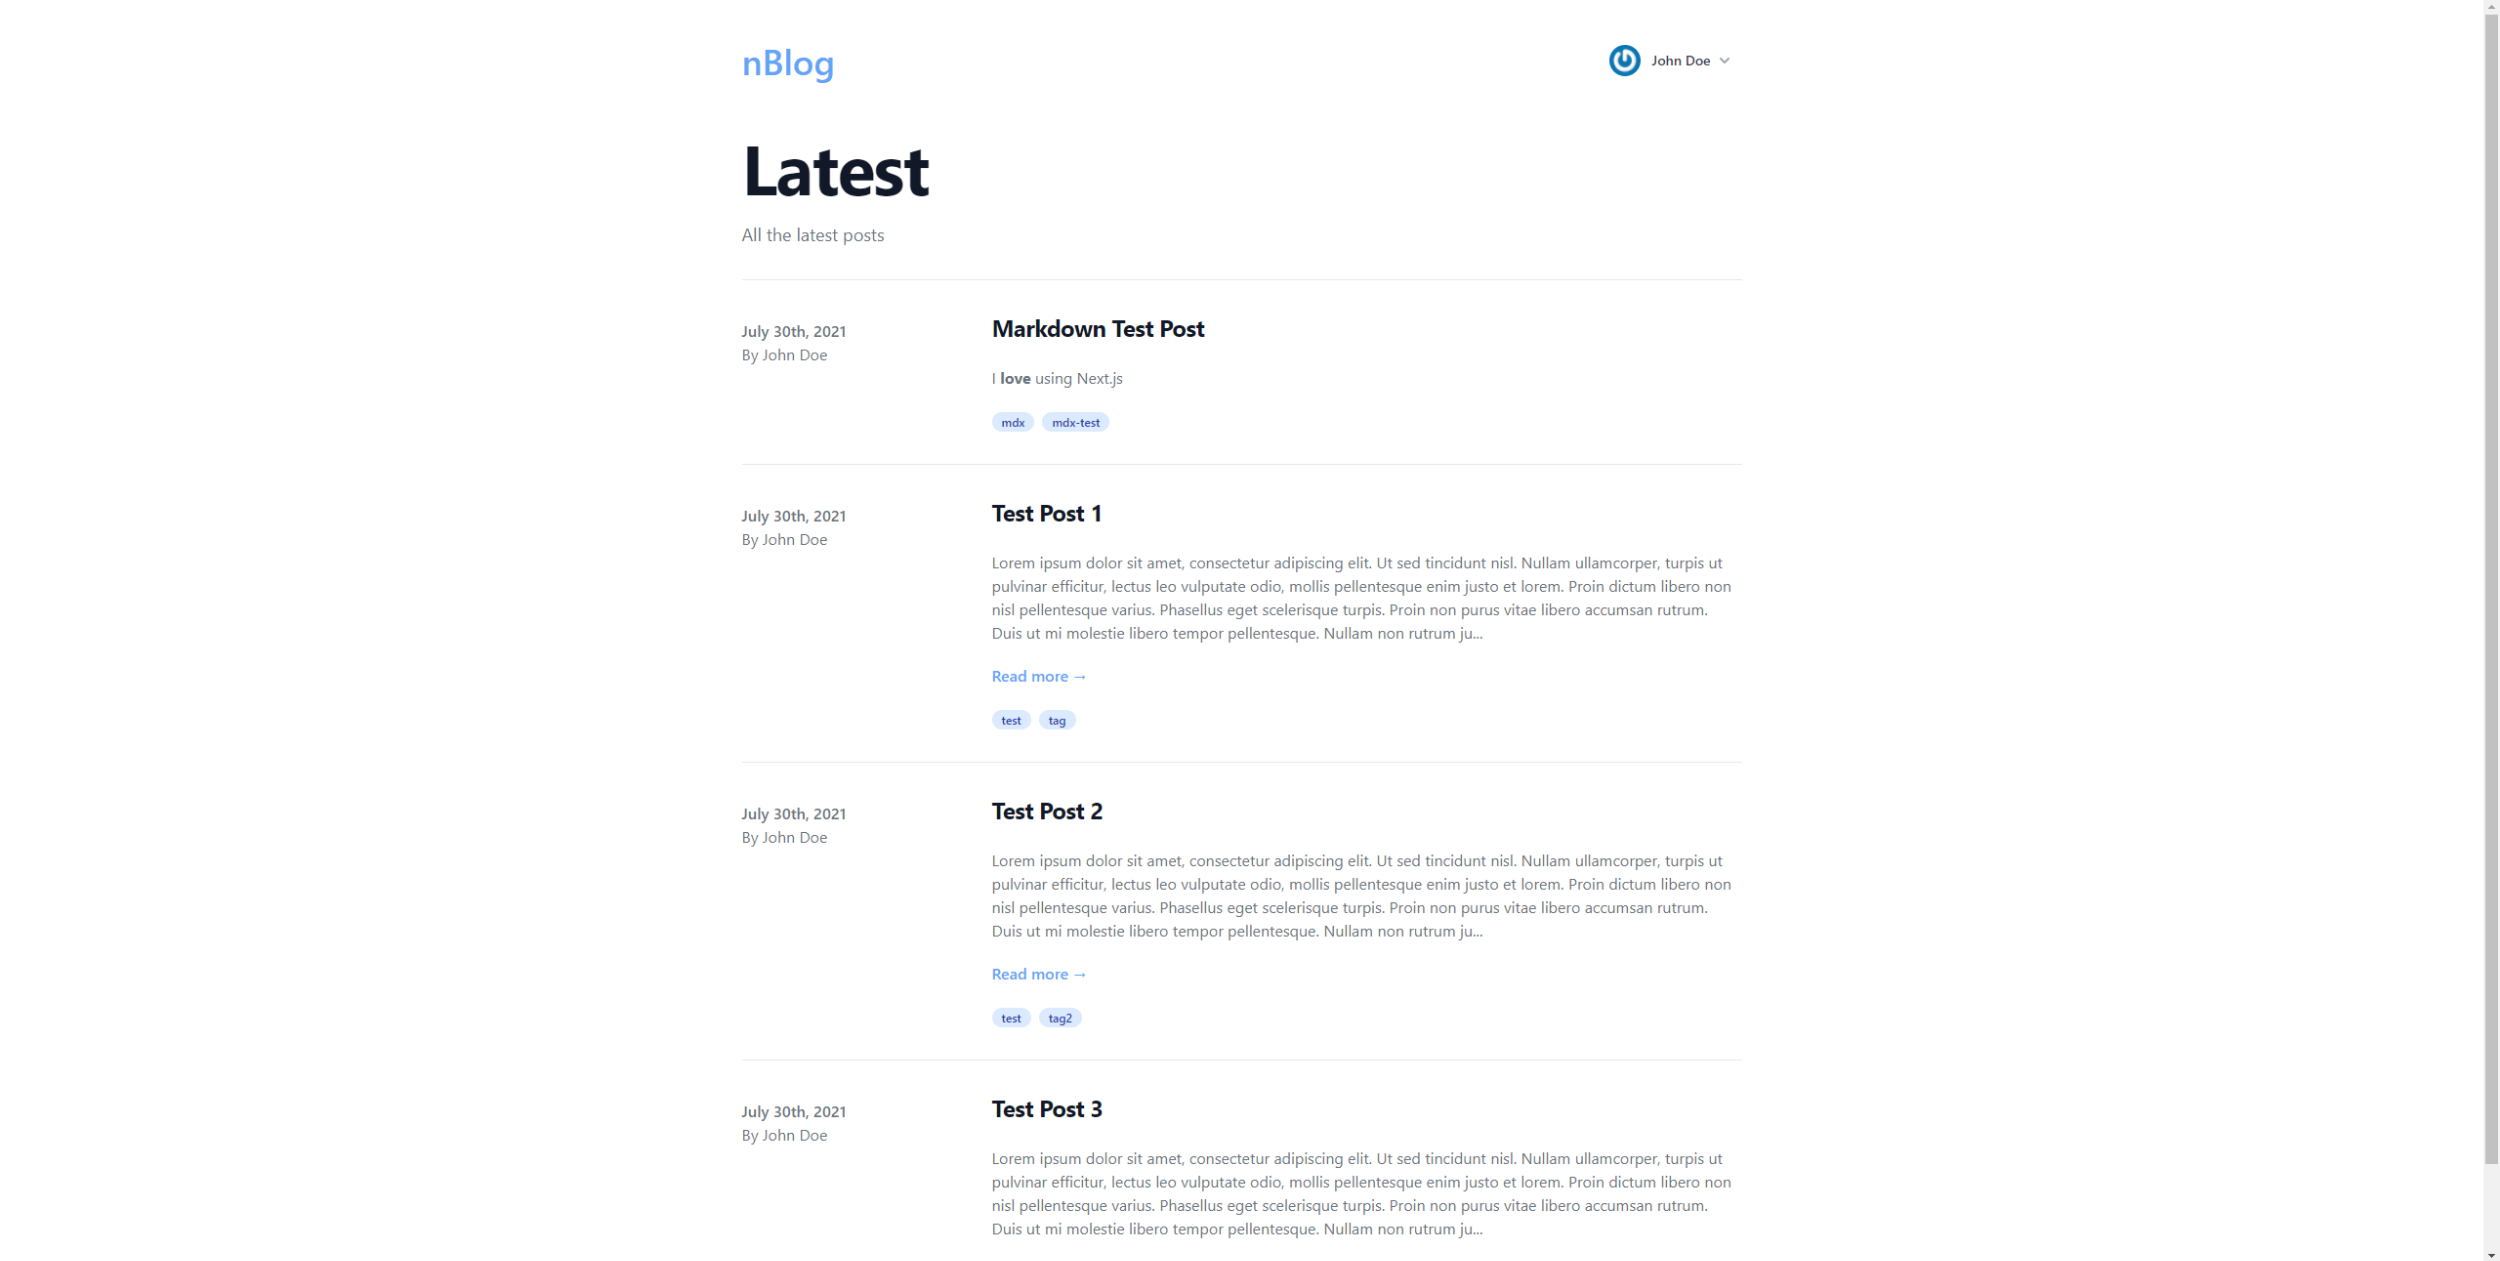 nBlog
John Doe
Latest
All the latest posts
July 30th, 2021
By John Doe
Markdown Test Post
I love using Next.js
mdx mdx-test
July 30th, 2021
By John Doe
Test Post 1
Lorem ipsum dolor sit amet, consectetur adipiscing elit. Ut sed tincidunt nisl. Nullam ullamcorper, turpis ut
pulvinar efficitur, lectus leo vulputate odio, mollis pellentesque enim justo et lorem. Proin dictum libero non
nisl pellentesque varius. Phasellus eget scelerisque turpis. Proin non purus vitae libero accumsan rutrum.
Duis ut mi molestie libero tempor pellentesque. Nullam non rutrum ju...
Read more →
test tag
July 30th, 2021
By John Doe
Test Post 2
Lorem ipsum dolor sit amet, consectetur adipiscing elit. Ut sed tincidunt nisl. Nullam ullamcorper, turpis ut
pulvinar efficitur, lectus leo vulputate odio, mollis pellentesque enim justo et lorem. Proin dictum libero non
nisl pellentesque varius. Phasellus eget scelerisque turpis. Proin non purus vitae libero accumsan rutrum.
Duis ut mi molestie libero tempor pellentesque. Nullam non rutrum ju...
Read more →
test tag2
July 30th, 2021
By John Doe
Test Post 3
Lorem ipsum dolor sit amet, consectetur adipiscing elit. Ut sed tincidunt nisl. Nullam ullamcorper, turpis ut
pulvinar efficitur, lectus leo vulputate odio, mollis pellentesque enim justo et lorem. Proin dictum libero non
nisl pellentesque varius. Phasellus eget scelerisque turpis. Proin non purus vitae libero accumsan rutrum.
Duis ut mi molestie libero tempor pellentesque. Nullam non rutrum ju...